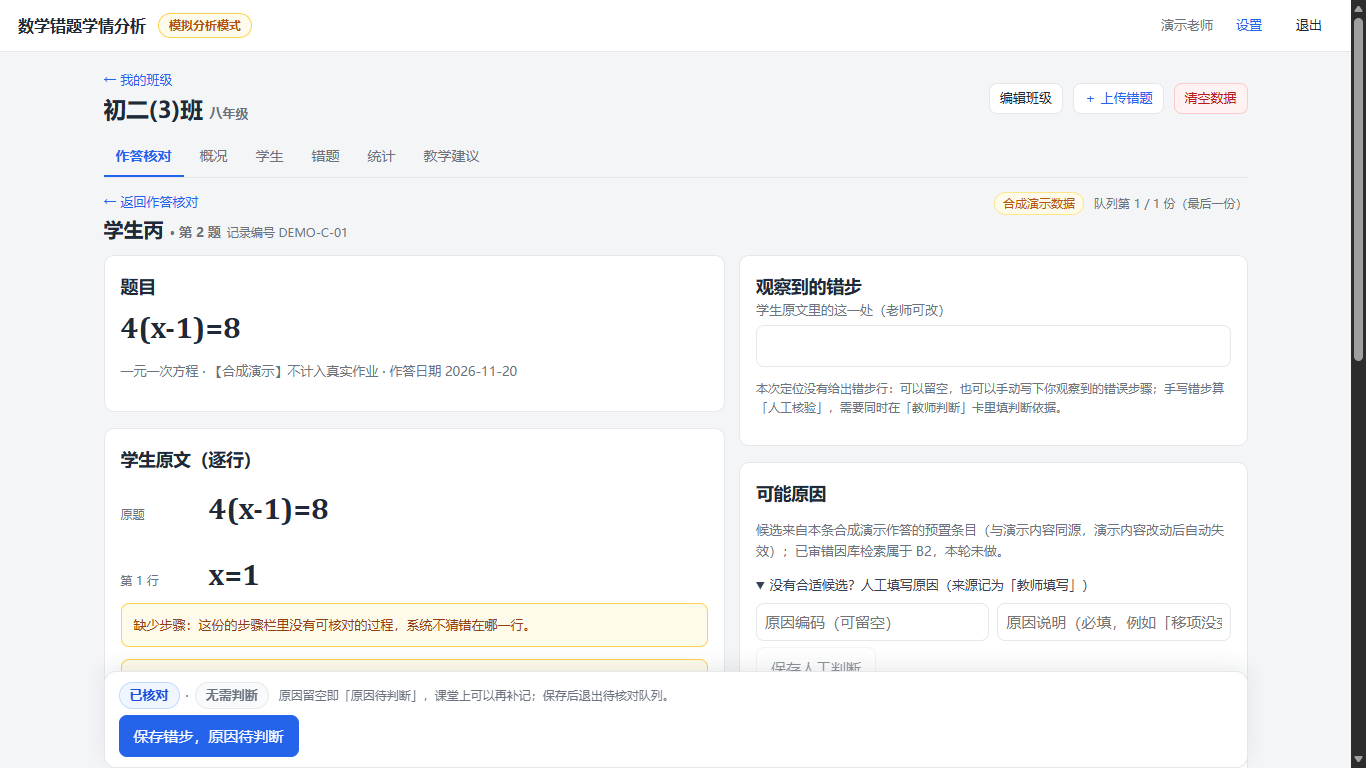 数学错题学情分析 模拟分析模式 演示老师 设置 退出
← 我的班级
初二(3)班 八年级
编辑班级 + 上传错题 清空数据
作答核对 概况 学生 错题 统计 教学建议
← 返回作答核对
合成演示数据 队列第 1 / 1 份（最后一份）
学生丙 · 第 2 题 记录编号 DEMO-C-01
题目
4(x-1)=8
一元一次方程 · 【合成演示】不计入真实作业 · 作答日期 2026-11-20
学生原文（逐行）
原题 4(x-1)=8
第 1 行 x=1
缺少步骤：这份的步骤栏里没有可核对的过程，系统不猜错在哪一行。
观察到的错步
学生原文里的这一处（老师可改）
本次定位没有给出错步行：可以留空，也可以手动写下你观察到的错误步骤；手写错步算
「人工核验」，需要同时在「教师判断」卡里填判断依据。
可能原因
候选来自本条合成演示作答的预置条目（与演示内容同源，演示内容改动后自动失
效）；已审错因库检索属于 B2，本轮未做。
▼ 没有合适候选？人工填写原因（来源记为「教师填写」）
原因编码（可留空） 原因说明（必填，例如「移项没变
保存人工判断
已核对 · 无需判断 原因留空即「原因待判断」，课堂上可以再补记；保存后退出待核对队列。
保存错步，原因待判断